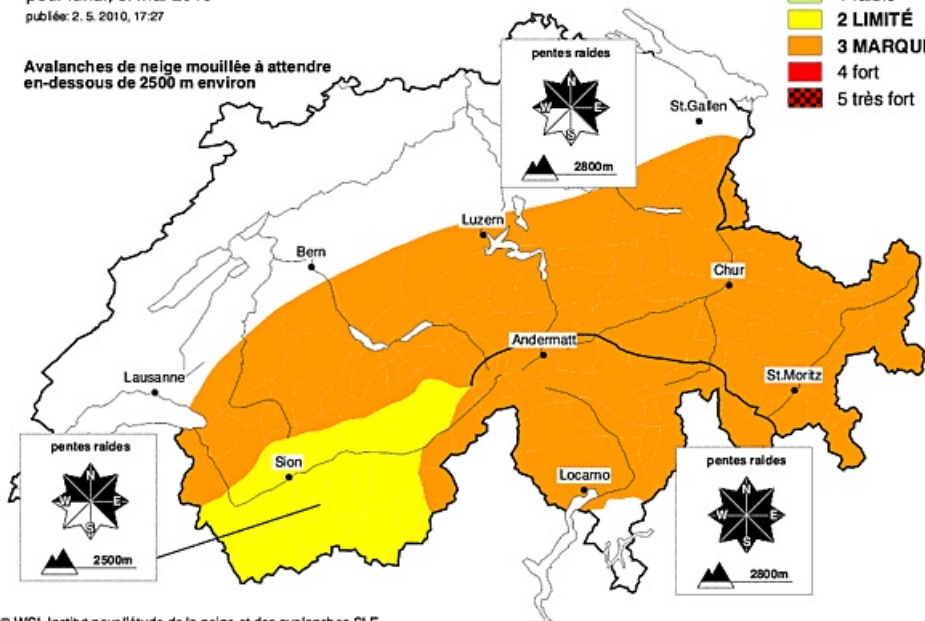 publiée: 2. 5. 2010, 17:27
Avalanches de neige mouillée à attendre
en-dessous de 2500 m environ
2 LIMITÉ
3 MARQU
4 fort
5 très fort
pentes raides
N
W E
S
2800m
St.Gallen
Luzern
Bern
Chur
Andermatt
Lausanne
St.Moritz
pentes raides
N
W E
S
2500m
Sion
Locarno
pentes raides
N
W E
S
2800m